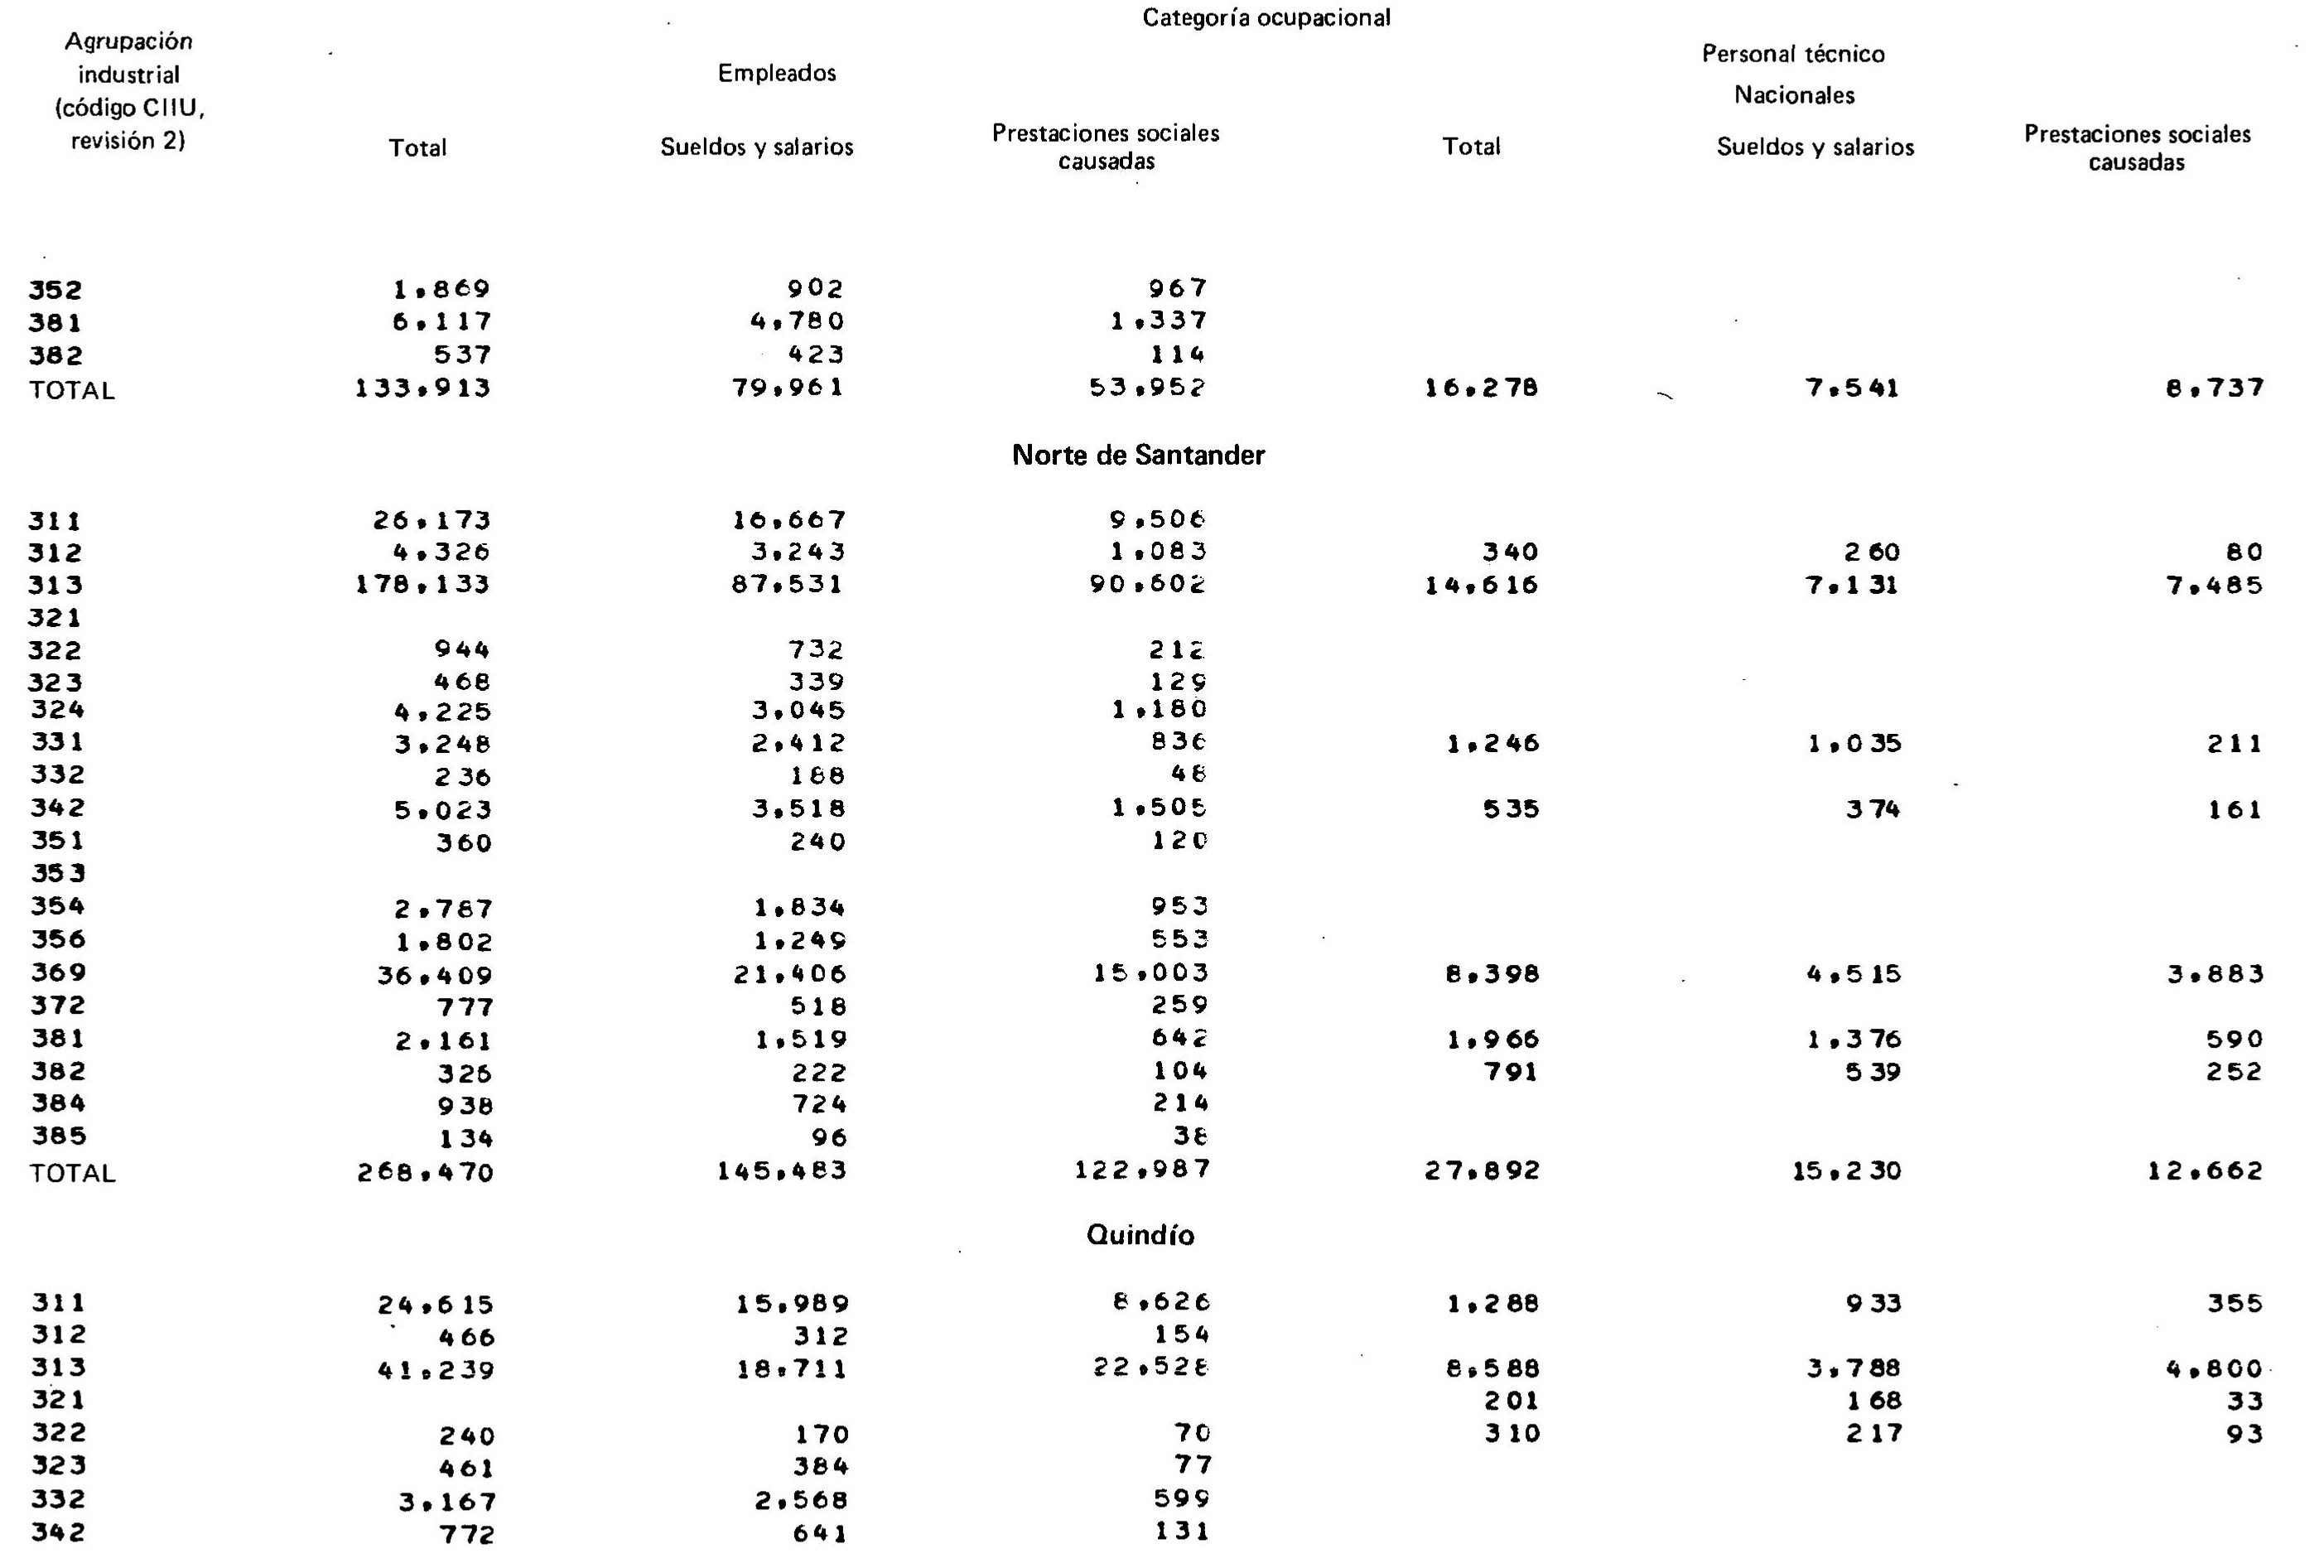 Categoría ocupacional
Agrupación industrial (código CIIU, revisión 2)
Empleados
Personal técnico
Nacionales
Total Sueldos y salarios Prestaciones sociales causadas Total Sueldos y salarios Prestaciones sociales causadas
352 1,869 902 967
381 6,117 4,780 1,337
382 537 423 114
TOTAL 133,913 79,961 53,952 16,278 7,541 8,737
Norte de Santander
311 26,173 16,667 9,506
312 4,326 3,243 1,083 340 260 80
313 178,133 87,531 90,602 14,616 7,131 7,485
321
322 944 732 212
323 468 339 129
324 4,225 3,045 1,180
331 3,248 2,412 836 1,246 1,035 211
332 236 188 48
342 5,023 3,518 1,505 535 374 161
351 360 240 120
353
354 2,787 1,834 953
356 1,802 1,249 553
369 36,409 21,406 15,003 8,398 4,515 3,883
372 777 518 259
381 2,161 1,519 642 1,966 1,376 590
382 326 222 104 791 539 252
384 938 724 214
385 134 96 38
TOTAL 268,470 145,483 122,987 27,892 15,230 12,662
Quindío
311 24,615 15,989 8,626 1,288 933 355
312 466 312 154
313 41,239 18,711 22,528 8,588 3,788 4,800
321 201 168 33
322 240 170 70 310 217 93
323 461 384 77
332 3,167 2,568 599
342 772 641 131